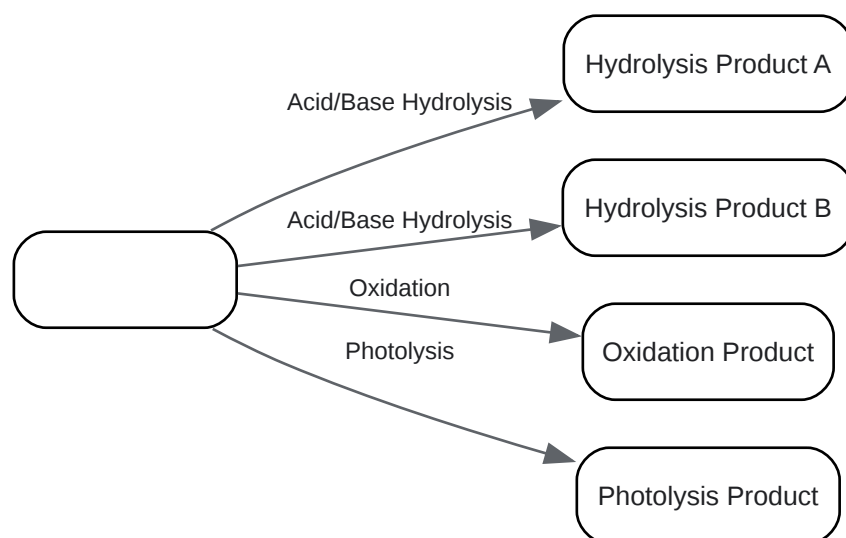 Hydrolysis Product A
Acid/Base Hydrolysis
Hydrolysis Product B
Acid/Base Hydrolysis
Oxidation
Oxidation Product
Photolysis
Photolysis Product